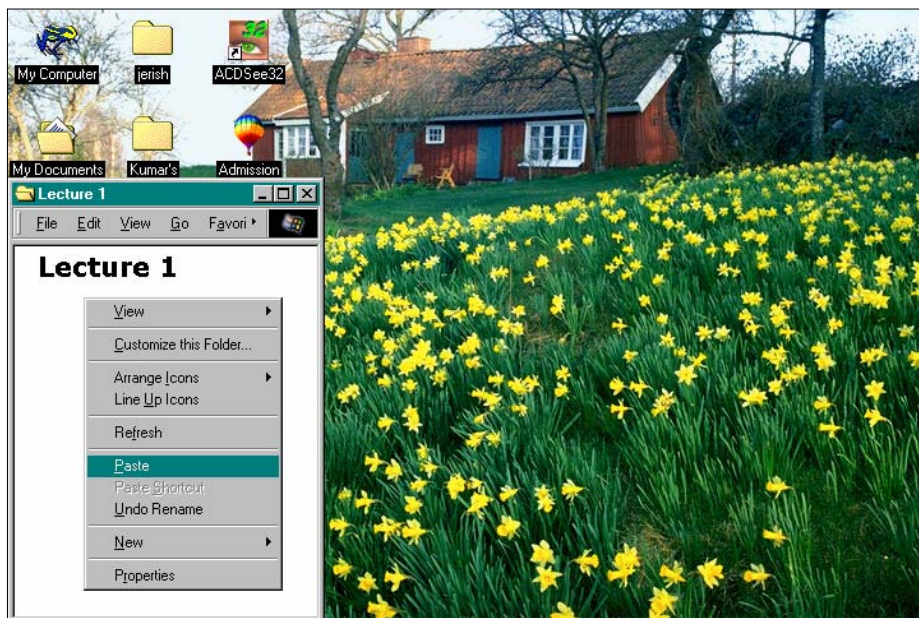 My Computer
jerish
ACDSee32
My Documents
Kumar's
Admission
Lecture 1
File Edit View Go Favori
Lecture 1
View
Customize this Folder...
Arrange Icons
Line Up Icons
Refresh
Paste
Paste Shortcut
Undo Rename
New
Properties